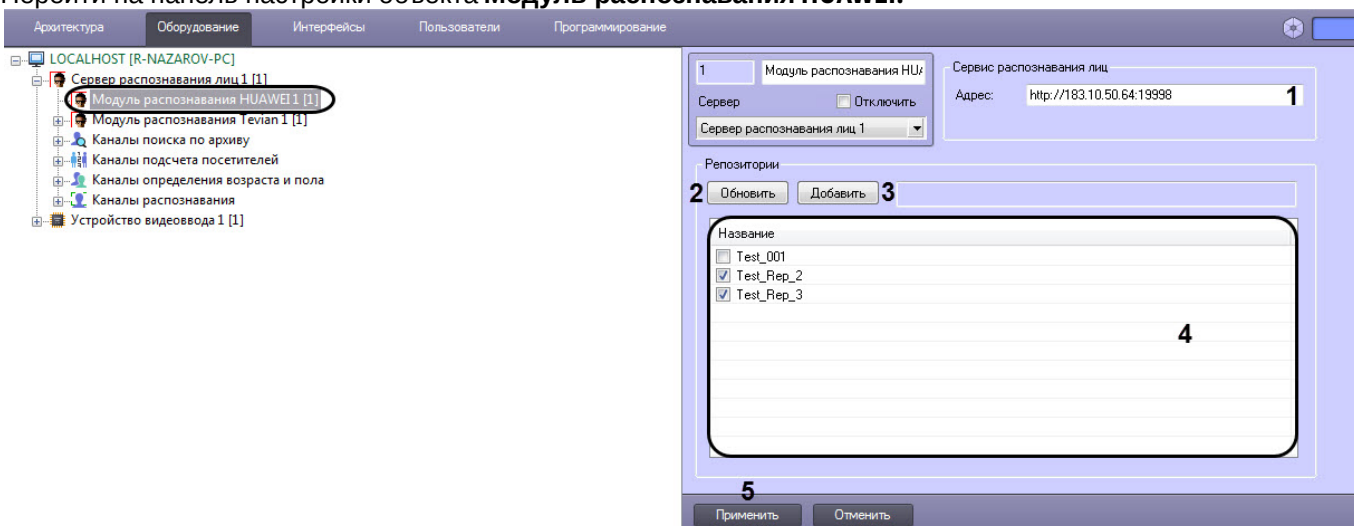 Перейти на панель настройки объекта Модуль распознавания HUAWEI.
Архитектура Оборудование Интерфейсы Пользователи Программирование
LOCALHOST [R-NAZAROV-PC]
Сервер распознавания лиц 1 [1]
Модуль распознавания HUAWEI 1 [1]
Модуль распознавания Tevian 1 [1]
Каналы поиска по архиву
Каналы подсчета посетителей
Каналы определения возраста и пола
Каналы распознавания
Устройство видеоввода 1 [1]
1 Модуль распознавания HU
Сервер Отключить
Сервер распознавания лиц 1
Сервис распознавания лиц
Адрес: http://183.10.50.64:19998 1
Репозитории
2 Обновить Добавить 3
Название
Test_001
Test_Rep_2
Test_Rep_3
4
5
Применить Отменить